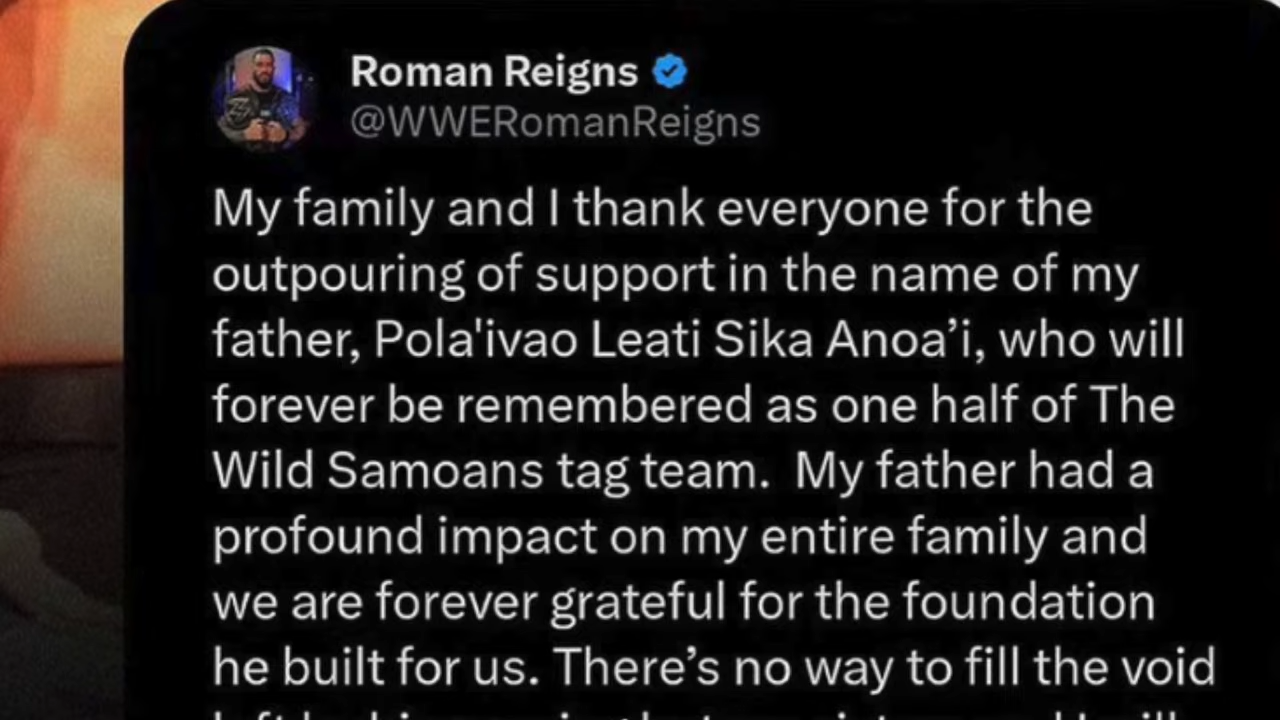 Roman Reigns
@WWERomanReigns
My family and I thank everyone for the
outpouring of support in the name of my
father, Pola'ivao Leati Sika Anoa’i, who will
forever be remembered as one half of The
Wild Samoans tag team.  My father had a
profound impact on my entire family and
we are forever grateful for the foundation
he built for us. There’s no way to fill the void